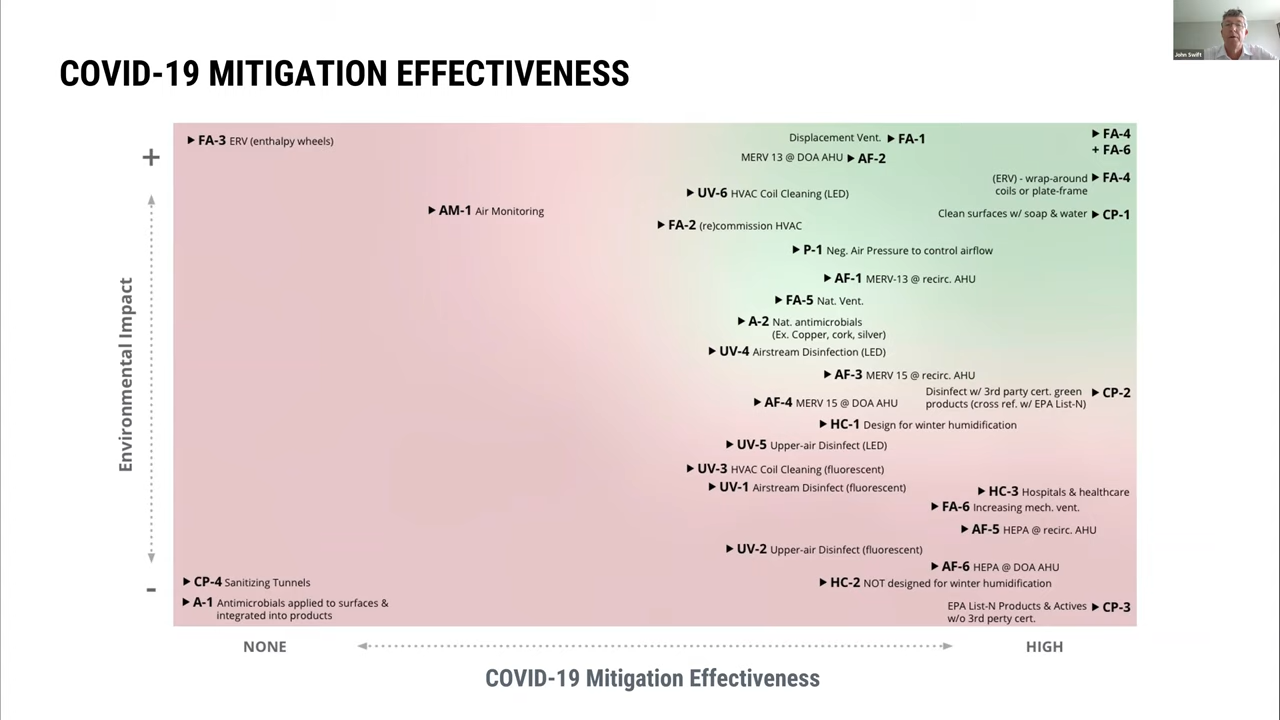 John Swift
COVID-19 MITIGATION EFFECTIVENESS
+
Environmental Impact
-
FA-3 ERV (enthalpy wheels)
Displacement Vent. FA-1
FA-4
+ FA-6
MERV 13 @ DOA AHU AF-2
(ERV) - wrap-around FA-4
coils or plate-frame
UV-6 HVAC Coil Cleaning (LED)
AM-1 Air Monitoring
Clean surfaces w/ soap & water CP-1
FA-2 (re)commission HVAC
P-1 Neg. Air Pressure to control airflow
AF-1 MERV-13 @ recirc. AHU
FA-5 Nat. Vent.
A-2 Nat. antimicrobials
(Ex. Copper, cork, silver)
UV-4 Airstream Disinfection (LED)
AF-3 MERV 15 @ recirc. AHU
Disinfect w/ 3rd party cert. green CP-2
products (cross ref. w/ EPA List-N)
AF-4 MERV 15 @ DOA AHU
HC-1 Design for winter humidification
UV-5 Upper-air Disinfect (LED)
UV-3 HVAC Coil Cleaning (fluorescent)
UV-1 Airstream Disinfect (fluorescent)
HC-3 Hospitals & healthcare
FA-6 Increasing mech. vent.
AF-5 HEPA @ recirc. AHU
UV-2 Upper-air Disinfect (fluorescent)
AF-6 HEPA @ DOA AHU
CP-4 Sanitizing Tunnels
HC-2 NOT designed for winter humidification
A-1 Antimicrobials applied to surfaces &
integrated into products
EPA List-N Products & Actives CP-3
w/o 3rd perty cert.
NONE
HIGH
COVID-19 Mitigation Effectiveness